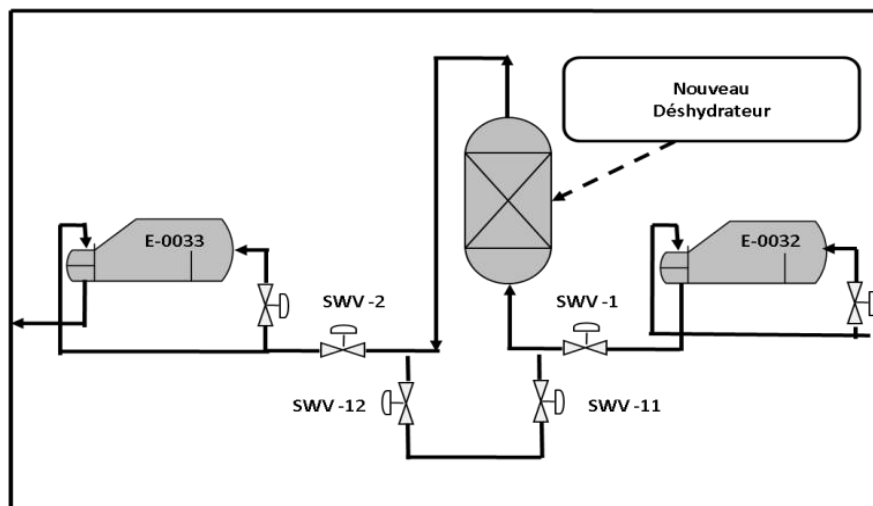 Nouveau
Déshydrateur
E-0033
E-0032
SWV -2
SWV -1
SWV -12
SWV -11